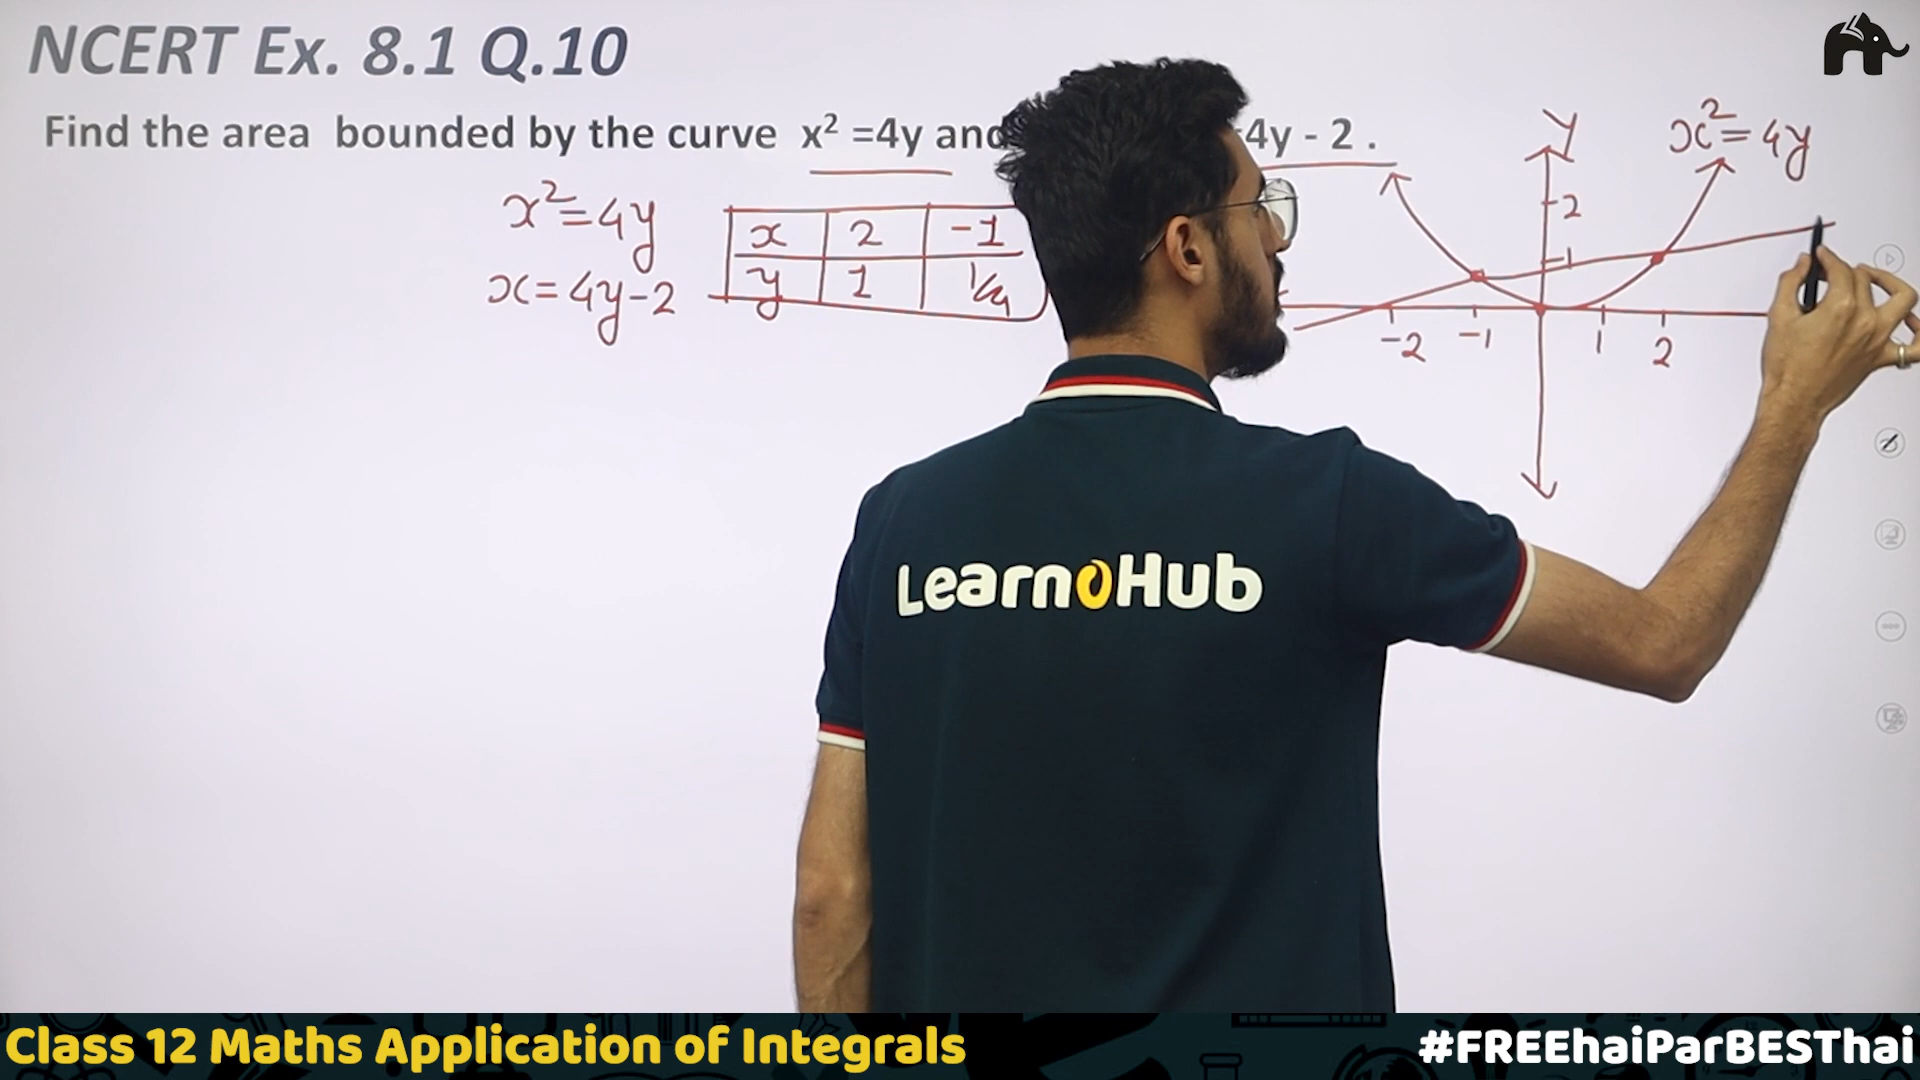 NCERT Ex. 8.1 Q.10
Find the area bounded by the curve x² =4y and 4y - 2 .
x²=4y
x=4y-2
x 2 -1
y 1 1/4
y
x²=4y
2
1
-2 -1 1 2
LearnoHub
Class 12 Maths Application of Integrals
#FREEhaiParBESThai